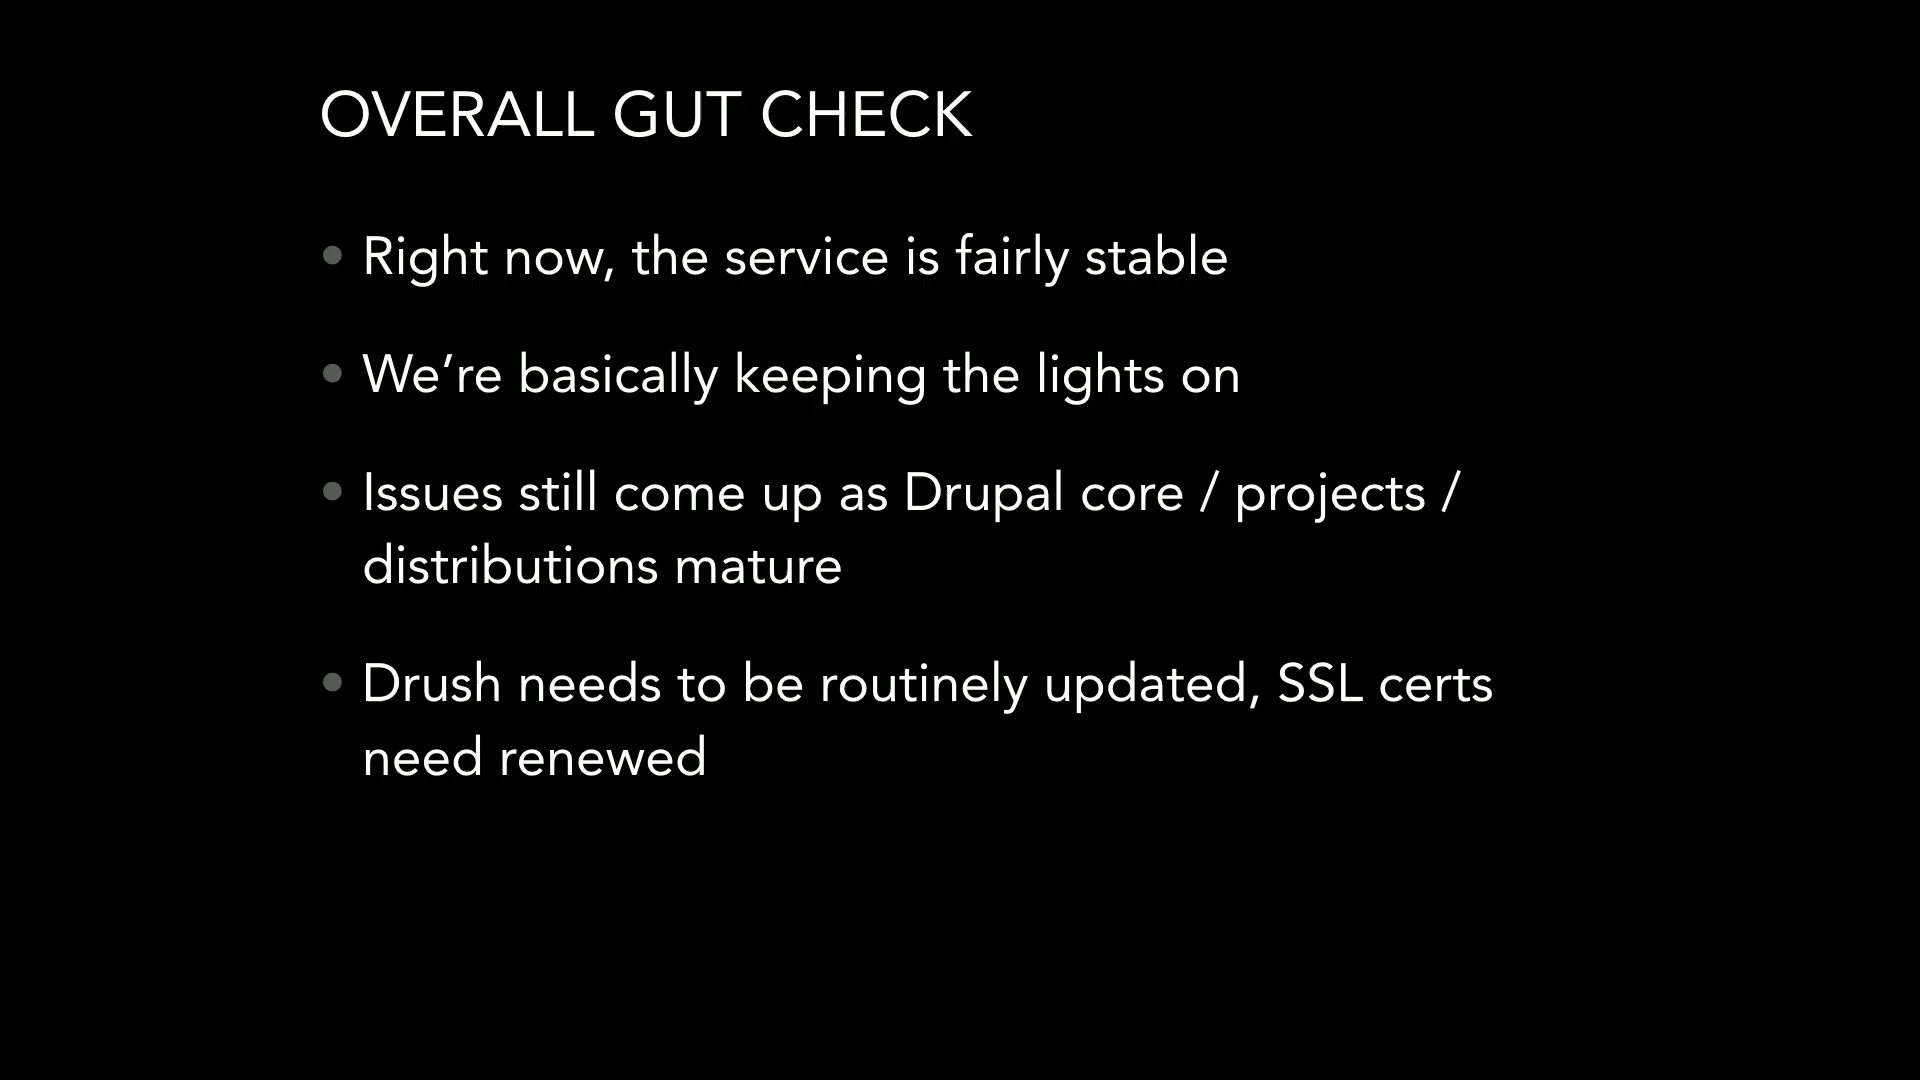 OVERALL GUT CHECK
• Right now, the service is fairly stable
• We’re basically keeping the lights on
• Issues still come up as Drupal core / projects /
distributions mature
• Drush needs to be routinely updated, SSL certs
need renewed